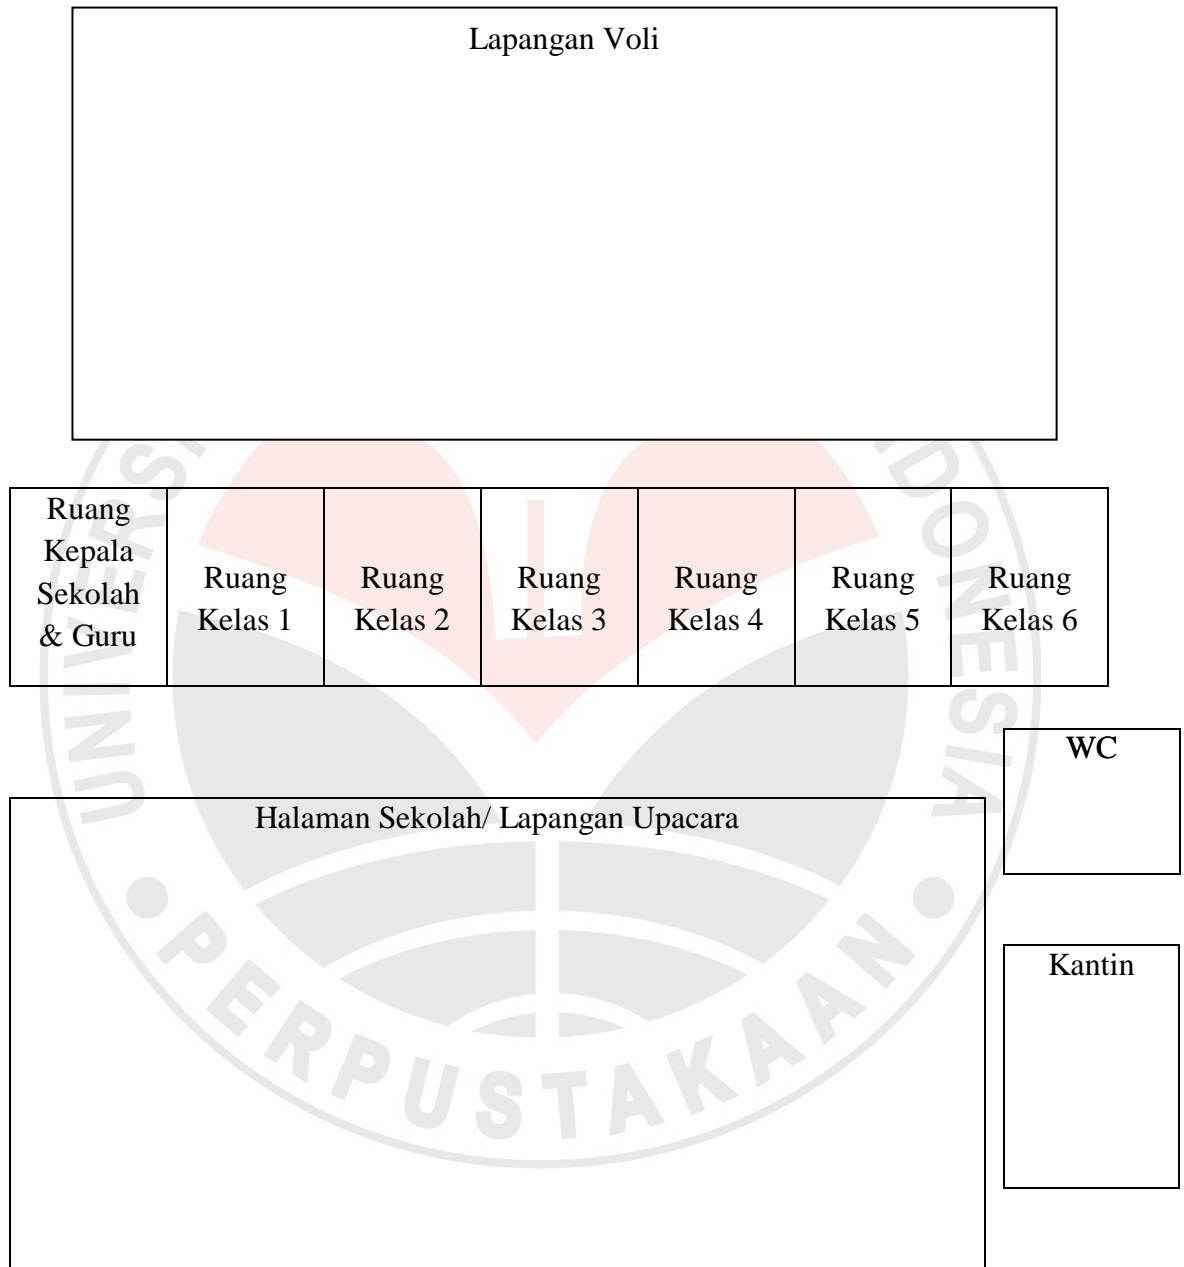 Lapangan Voli
Ruang
Kepala
Sekolah
& Guru
Ruang
Kelas 1
Ruang
Kelas 2
Ruang
Kelas 3
Ruang
Kelas 4
Ruang
Kelas 5
Ruang
Kelas 6
WC
Halaman Sekolah/ Lapangan Upacara
Kantin
PERPUSTAKAAN